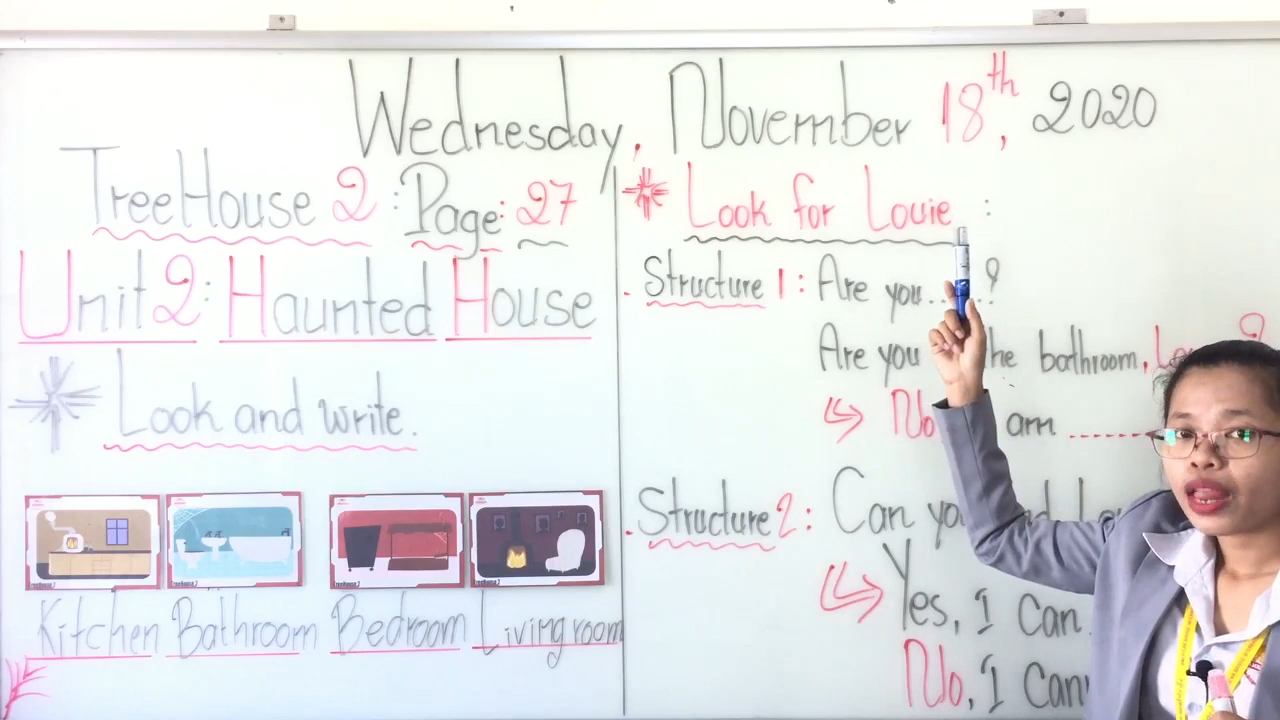 Wednesday, November 18th, 2020
TreeHouse 2: Page: 27
Unit 2: Haunted House
Look and write.
Kitchen Bathroom Bedroom Living room
Look for Louie :
Structure 1: Are you......?
Are you the bathroom, ?
No am .......
Structure 2: Can you
Yes, I Can
No, I